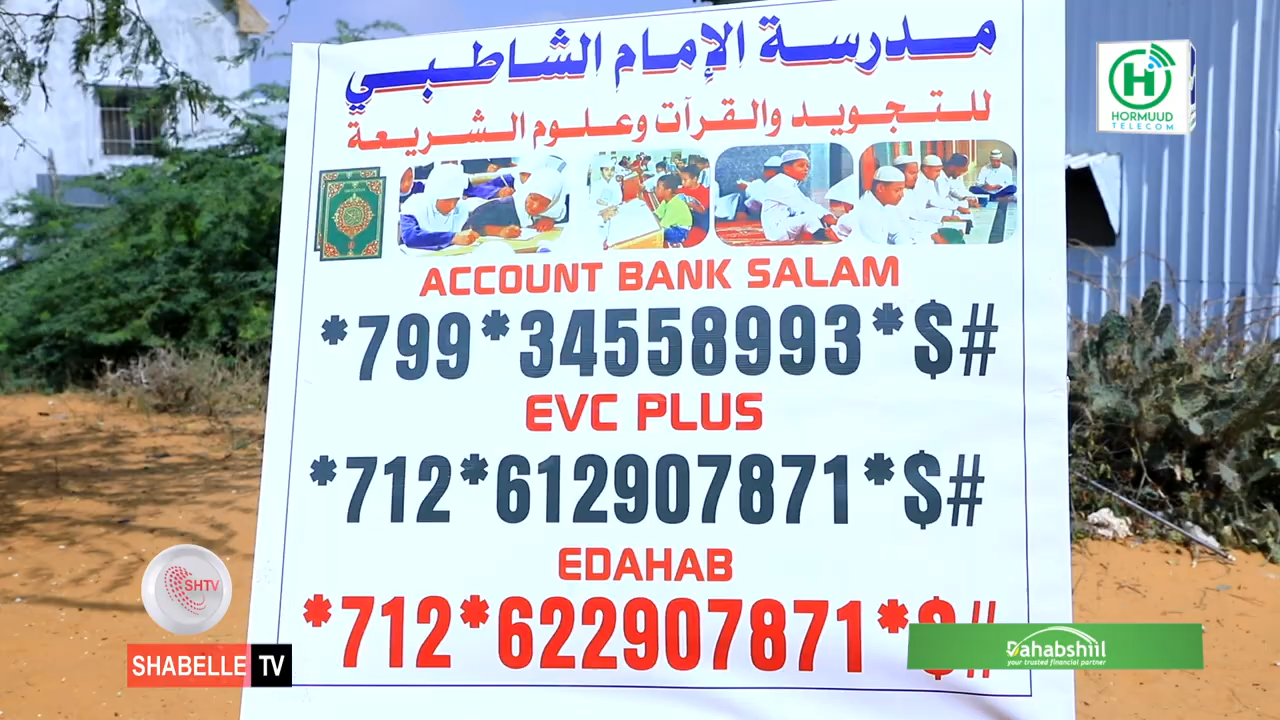 مدرسة الإمام الشاطبي
للتجويد والقرآت وعلوم الشريعة
ACCOUNT BANK SALAM
*799*34558993*$#
EVC PLUS
*712*612907871*$#
EDAHAB
*712*622907871*$#
H
HORMUUD
TELECOM
SHTV
SHABELLE TV
Dahabshiil
your trusted financial partner